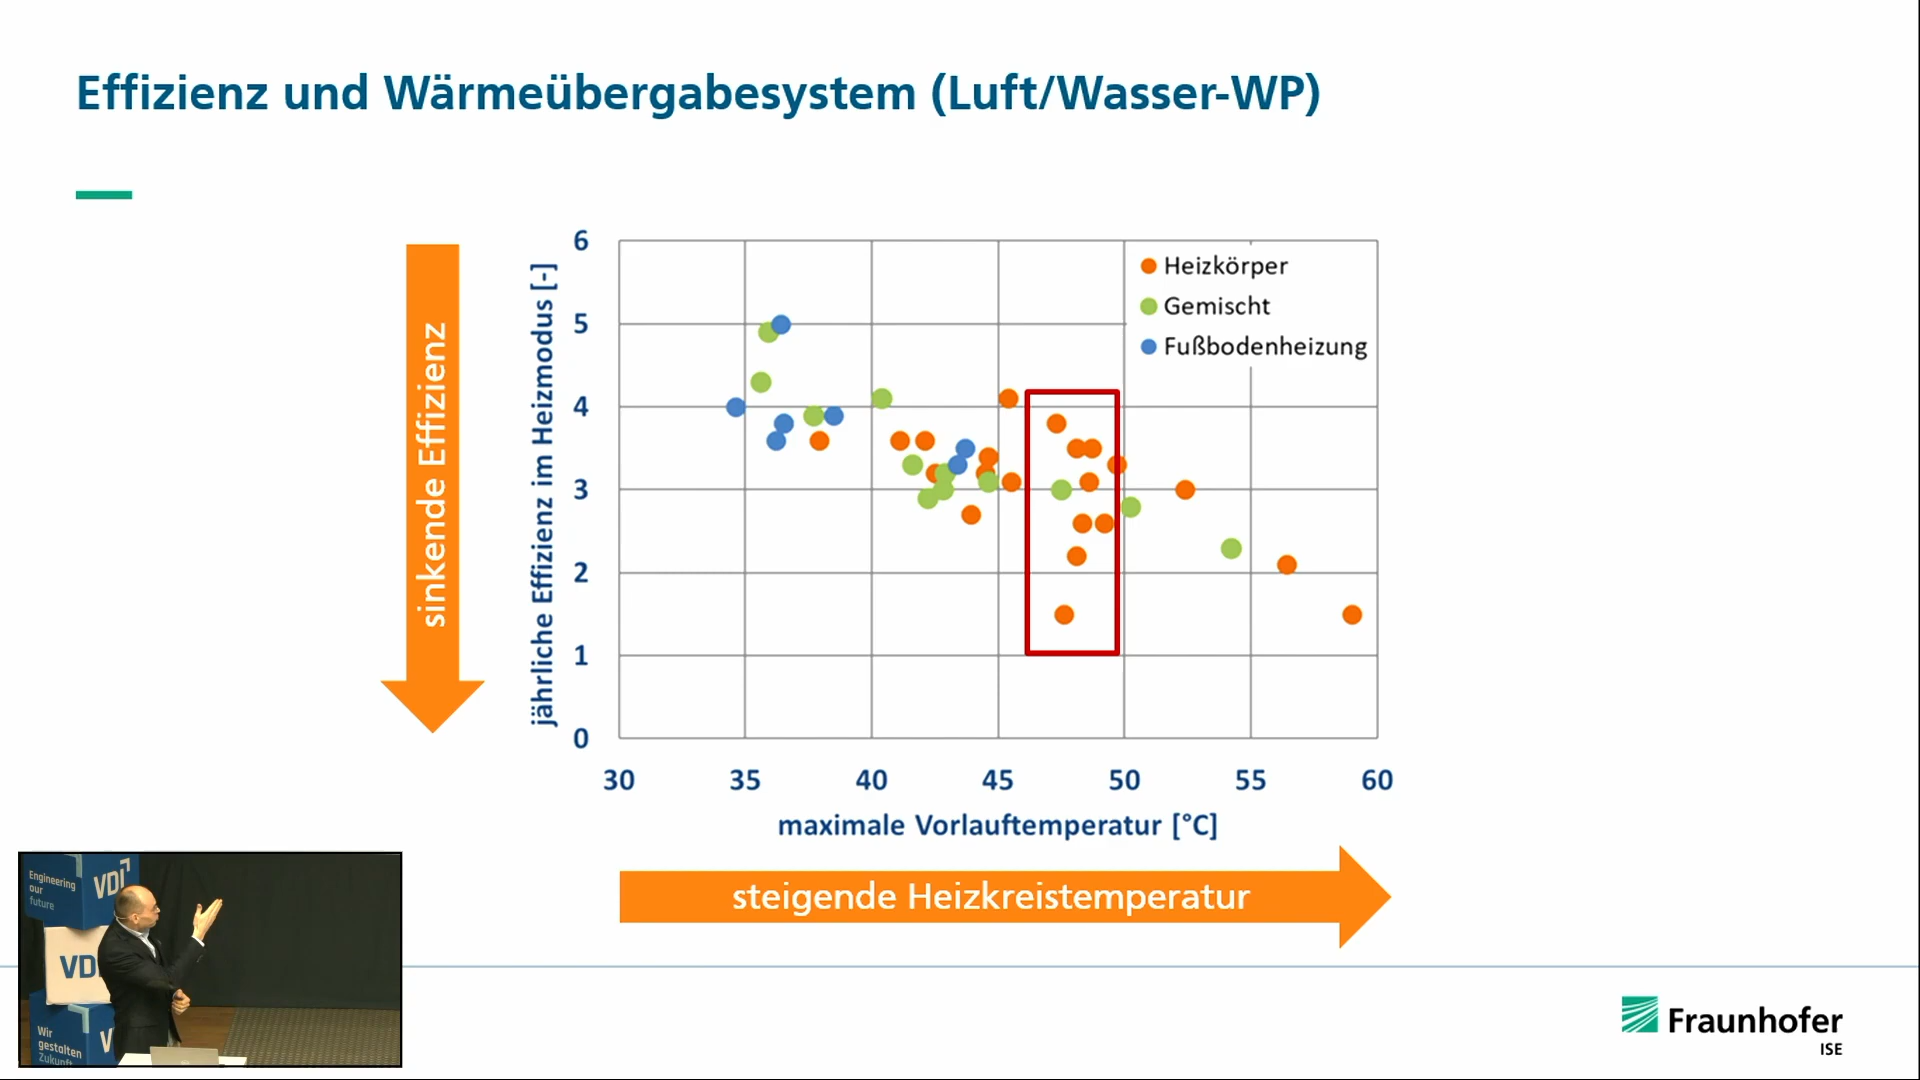 Effizienz und Wärmeübergabesystem (Luft/Wasser-WP)
sinkende Effizienz
jährliche Effizienz im Heizmodus [-]
6
5
4
3
2
1
0
Heizkörper
Gemischt
Fußbodenheizung
30 35 40 45 50 55 60
maximale Vorlauftemperatur [°C]
steigende Heizkreistemperatur
Engineering
our
future
VDI
VD
Wir
gestalten
Zukunft
V
Fraunhofer
ISE